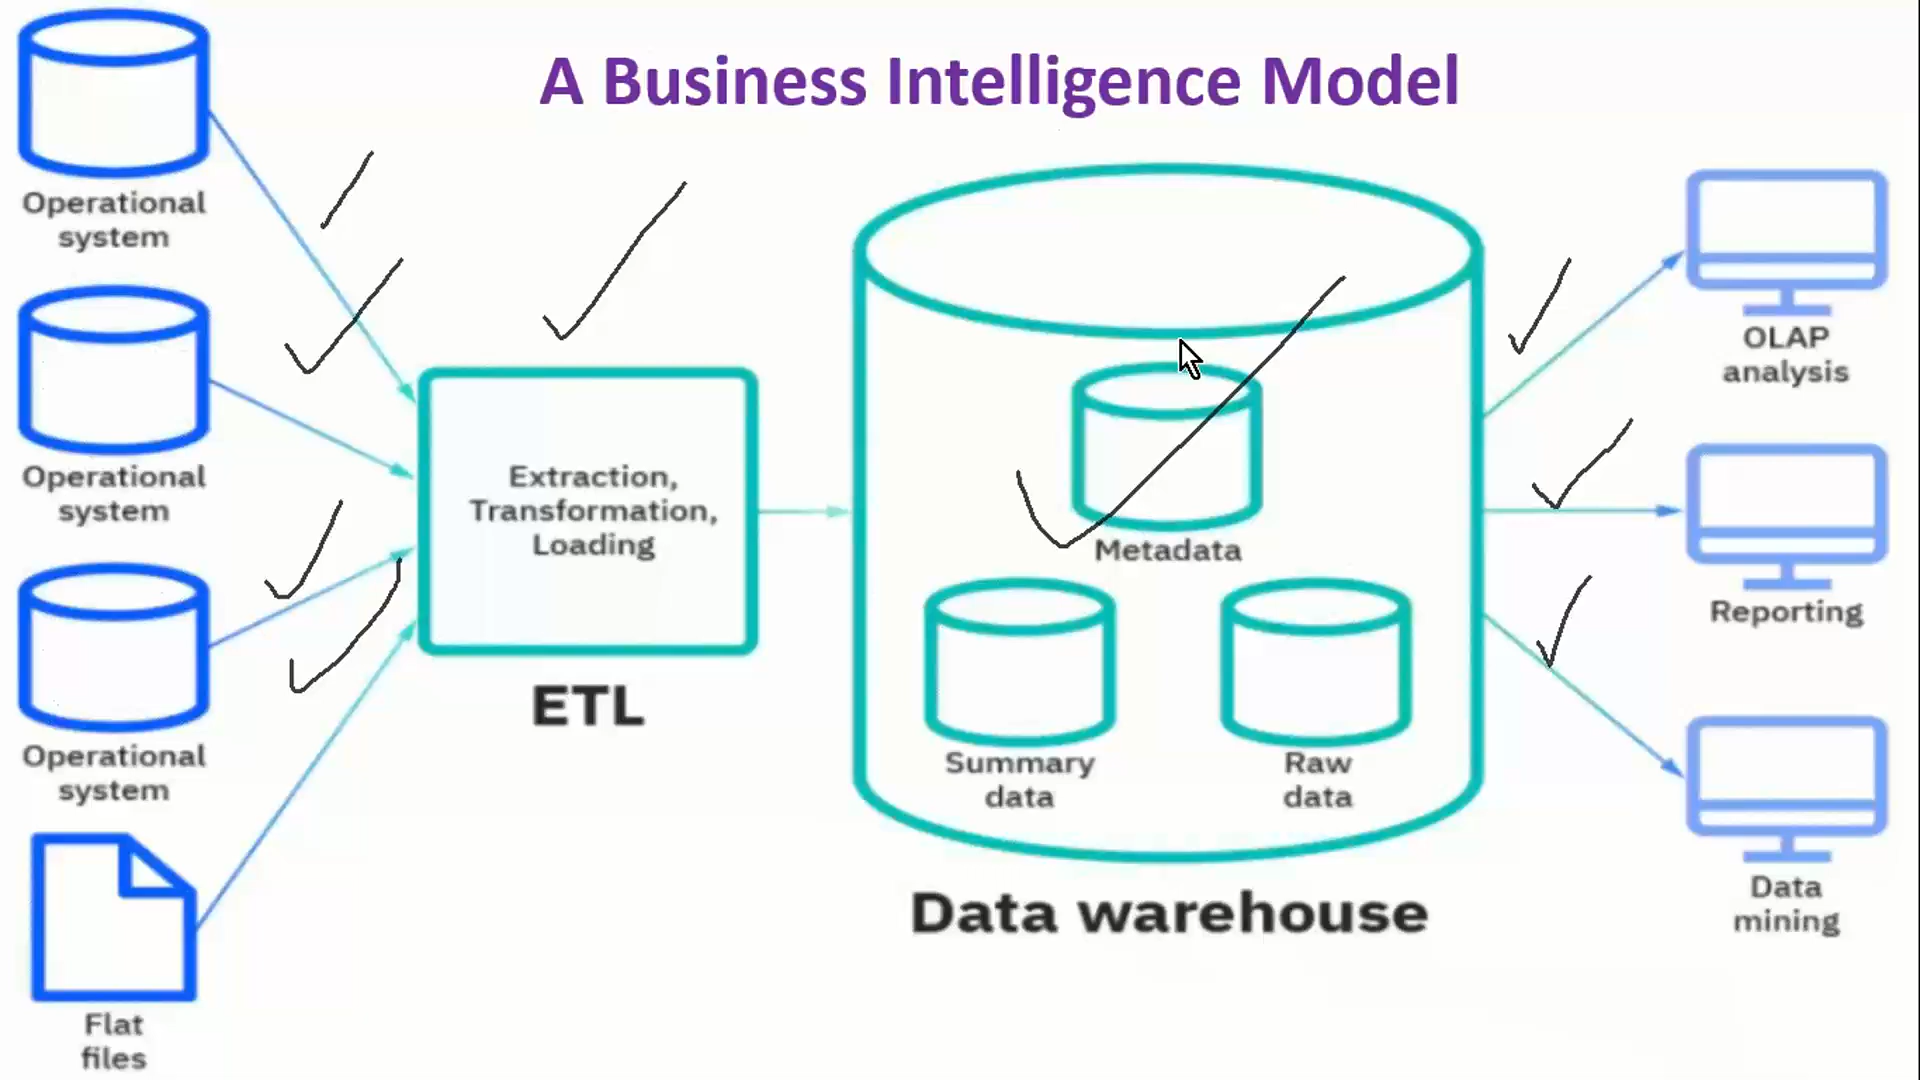 A Business Intelligence Model
Operational
system
Operational
system
Operational
system
Flat
files
Extraction,
Transformation,
Loading
ETL
Metadata
Summary
data
Raw
data
Data warehouse
OLAP
analysis
Reporting
Data
mining